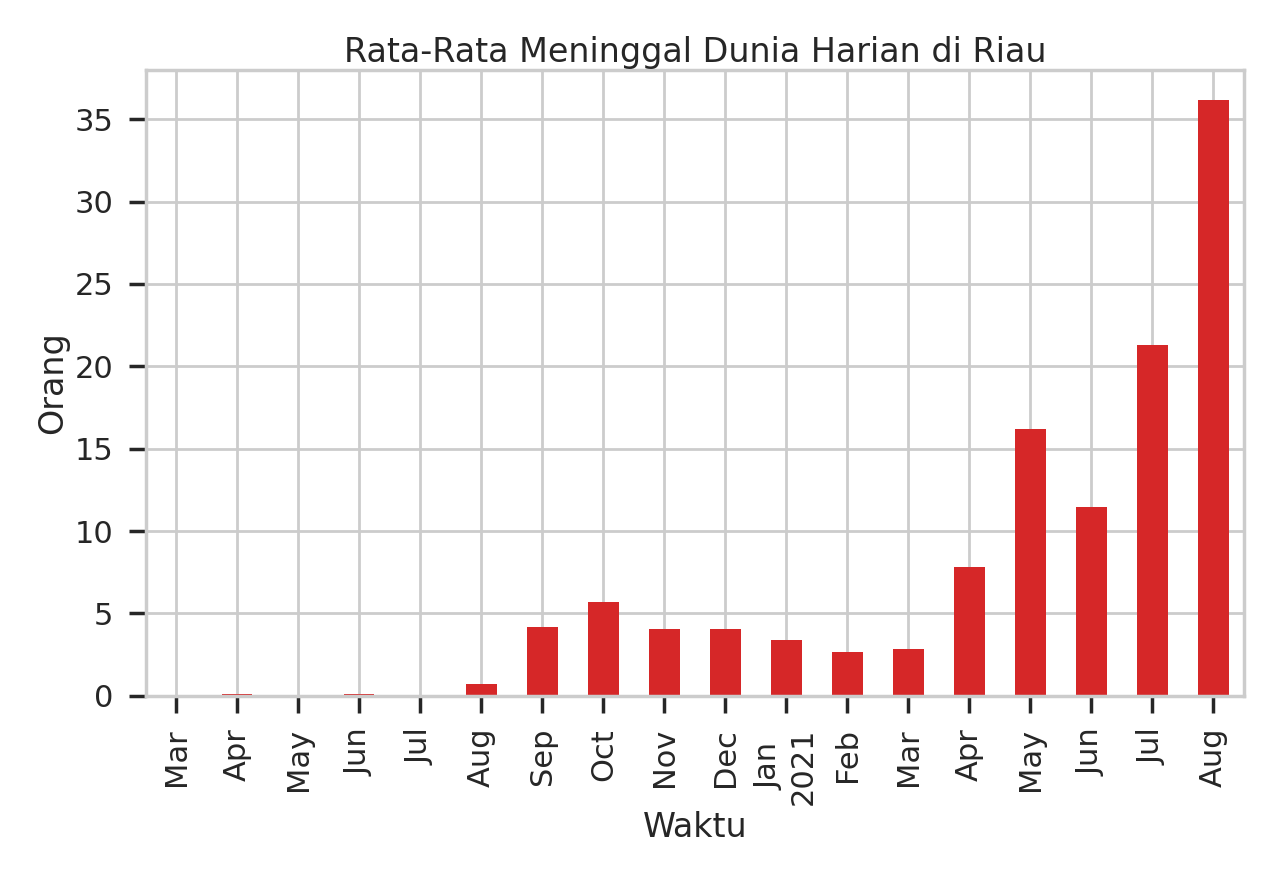 Rata-Rata Meninggal Dunia Harian di Riau
Orang
35
30
25
20
15
10
5
0
Mar
Apr
May
Jun
Jul
Aug
Sep
Oct
Nov
Dec
Jan
2021
Feb
Mar
Apr
May
Jun
Jul
Aug
Waktu